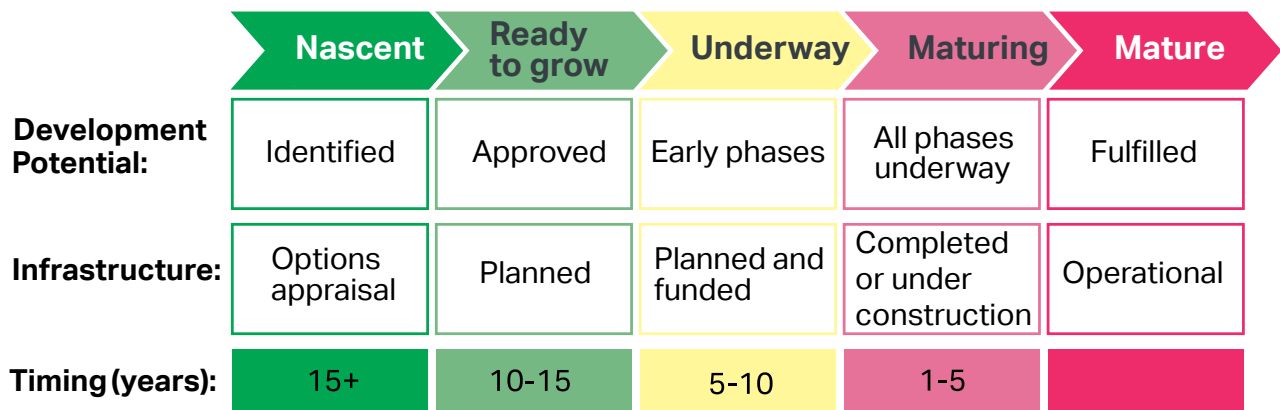 Nascent
Ready
to grow
Underway
Maturing
Mature
Development
Potential:
Identified
Approved
Early phases
All phases
underway
Fulfilled
Infrastructure:
Options
appraisal
Planned
Planned and
funded
Completed
or under
construction
Operational
Timing (years):
15+
10-15
5-10
1-5